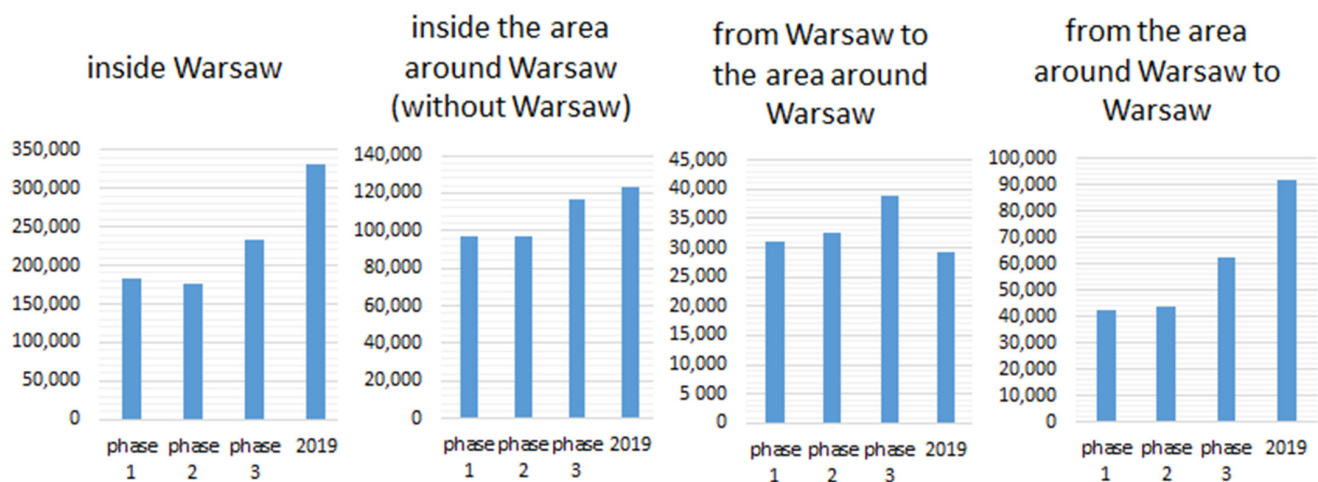 inside Warsaw
350,000
300,000
250,000
200,000
150,000
100,000
50,000
0
phase 1
phase 2
phase 3
2019
inside the area
around Warsaw
(without Warsaw)
140,000
120,000
100,000
80,000
60,000
40,000
20,000
0
phase 1
phase 2
phase 3
2019
from Warsaw to
the area around
Warsaw
45,000
40,000
35,000
30,000
25,000
20,000
15,000
10,000
5 000
0
phase 1
phase 2
phase 3
2019
from the area
around Warsaw to
Warsaw
100,000
90,000
80,000
70,000
60,000
50,000
40,000
30,000
20,000
10,000
0
phase 1
phase 2
phase 3
2019